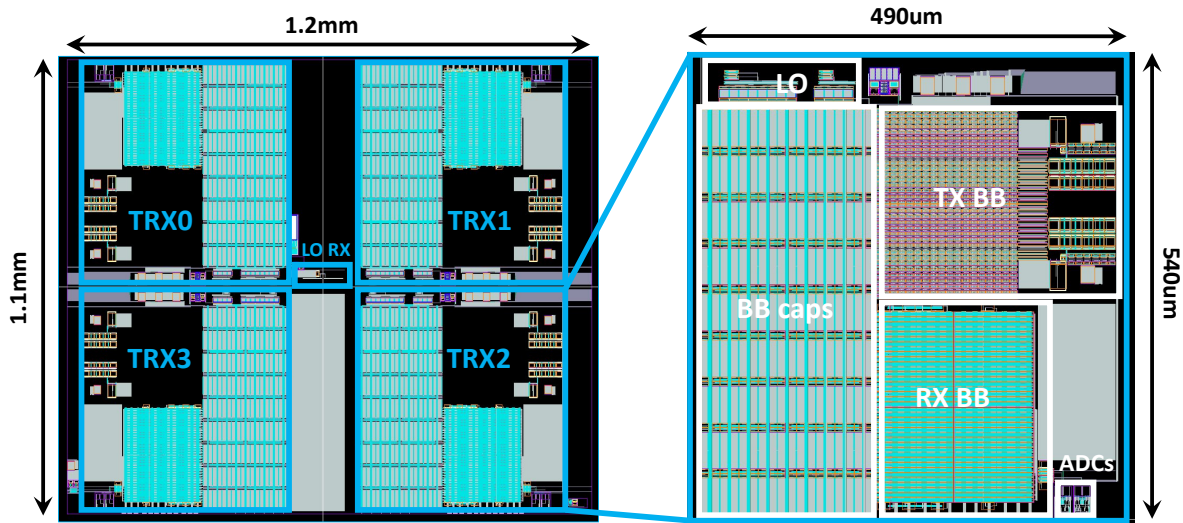 1.2mm
490um
1.1mm
TRX0
TRX1
LO RX
TRX3
TRX2
LO
TX BB
BB caps
RX BB
ADCs
540um